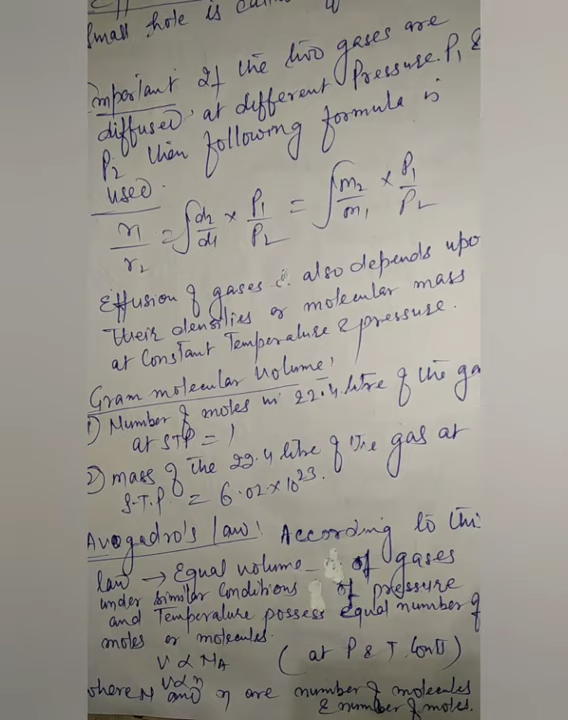 small hole is called
Important If the two gases are
diffused at different Pressure. P1 &
P2 then following formula is
used.
r1/r2 = ∫d2/d1 × P1/P2 = ∫m2/m1 × P1/P2
Effusion of gases is also depends upo
their densities or molecular mass
at Constant Temperature & pressure.
Gram molecular Volume!
1) Number of moles in 22.4 litre of the ga
at STP = 1
2) mass of the 22.4 litre of the gas at
S.T.P. = 6.02×10^23.
Avogadro's law! According to this
law → Equal volume of gases
under similar Conditions of pressure
and Temperature possess equal number of
moles or molecules.
V ∝ NA (at P & T Cont)
V ∝ n
where N and n are number of molecules
& number of moles.